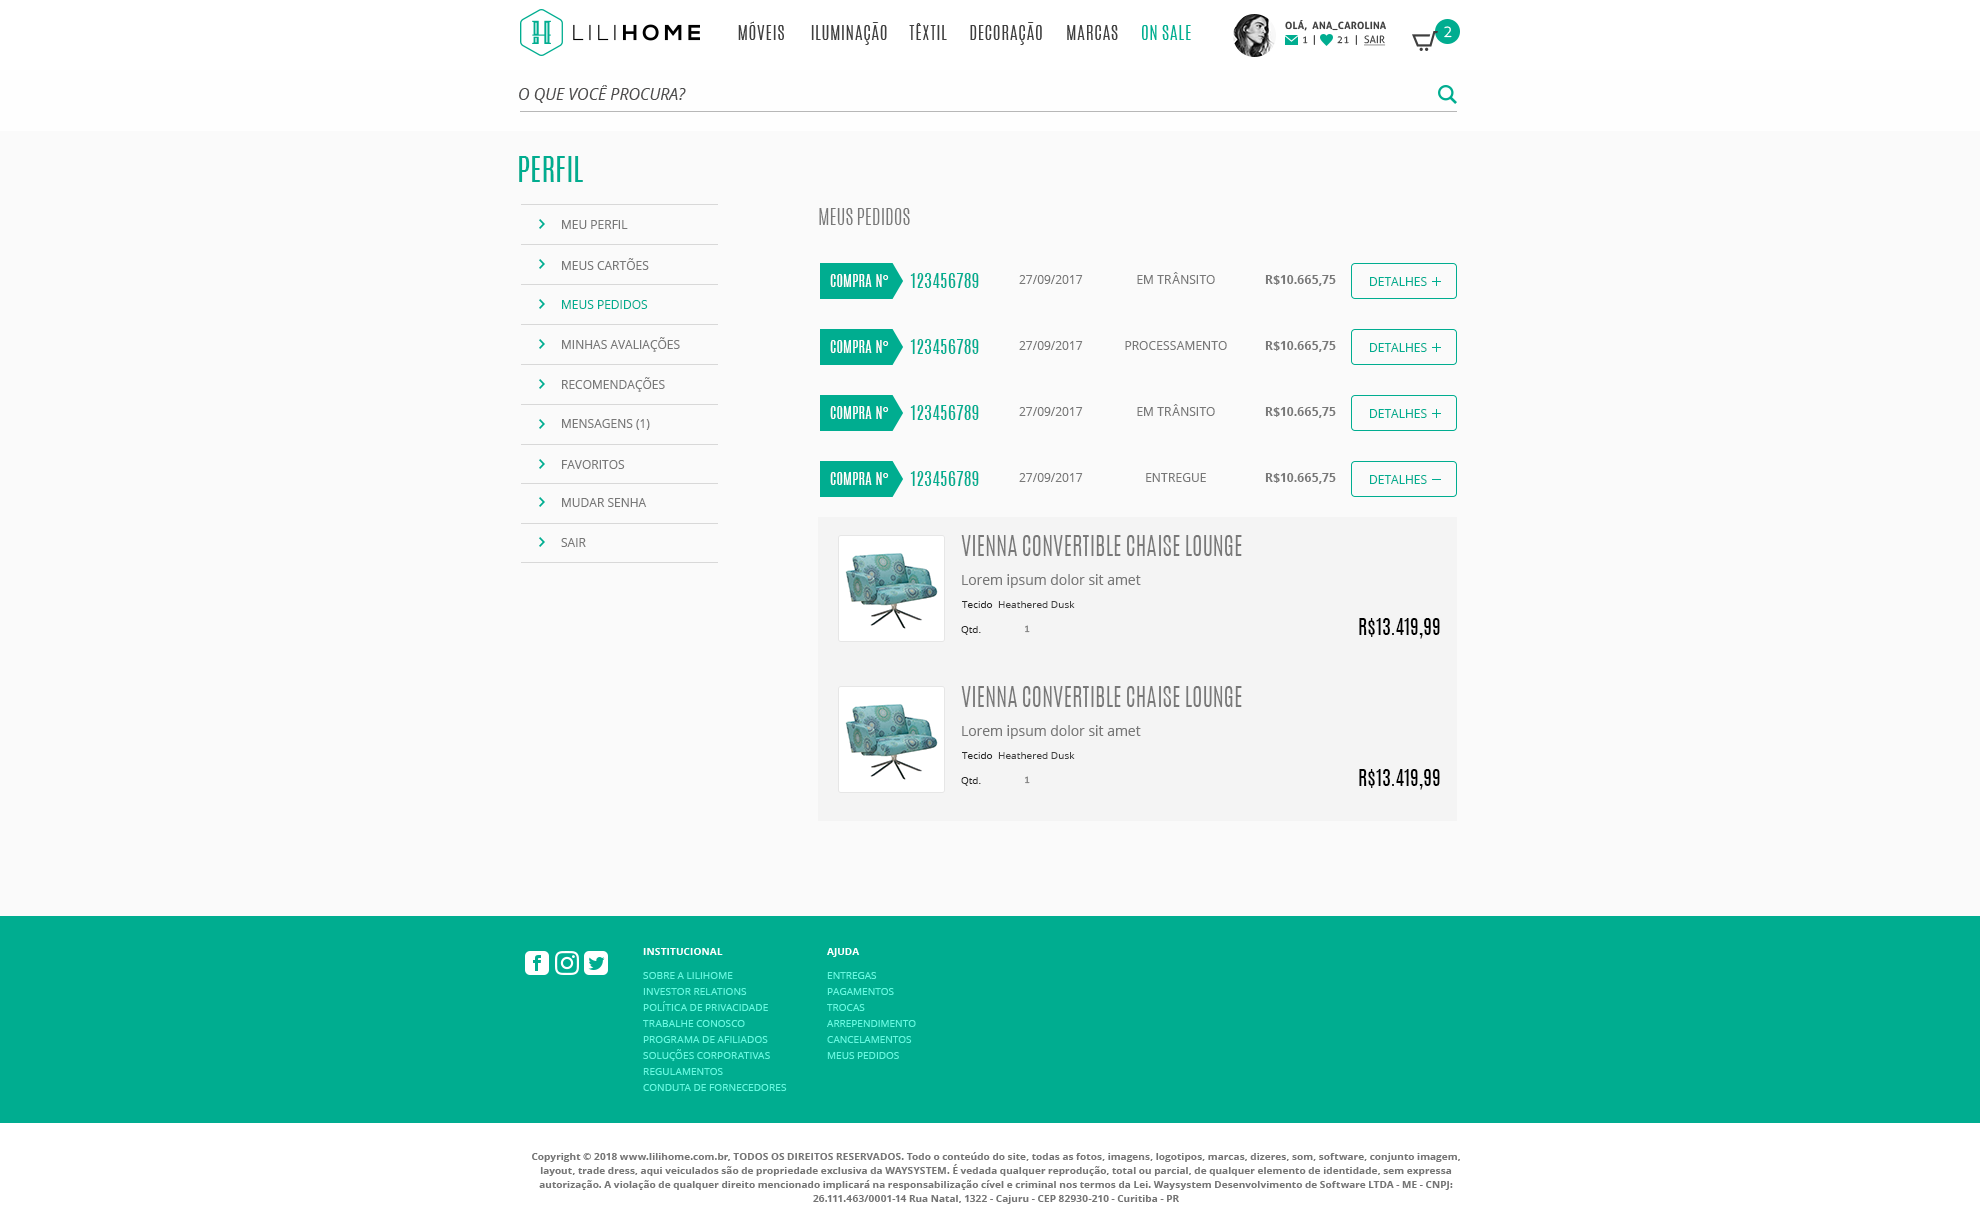 H LILIHOME MÓVEIS ILUMINAÇÃO TÊXTIL DECORAÇÃO MARCAS ON SALE
OLÁ, ANA_CAROLINA
1 | 21 | SAIR
2
O QUE VOCÊ PROCURA?
PERFIL
MEU PERFIL
MEUS CARTÕES
MEUS PEDIDOS
MINHAS AVALIAÇÕES
RECOMENDAÇÕES
MENSAGENS (1)
FAVORITOS
MUDAR SENHA
SAIR
MEUS PEDIDOS
COMPRA Nº 123456789 27/09/2017 EM TRÂNSITO R$10.665,75 DETALHES +
COMPRA Nº 123456789 27/09/2017 PROCESSAMENTO R$10.665,75 DETALHES +
COMPRA Nº 123456789 27/09/2017 EM TRÂNSITO R$10.665,75 DETALHES +
COMPRA Nº 123456789 27/09/2017 ENTREGUE R$10.665,75 DETALHES −
VIENNA CONVERTIBLE CHAISE LOUNGE
Lorem ipsum dolor sit amet
Tecido Heathered Dusk
Qtd. 1
R$13.419,99
VIENNA CONVERTIBLE CHAISE LOUNGE
Lorem ipsum dolor sit amet
Tecido Heathered Dusk
Qtd. 1
R$13.419,99
INSTITUCIONAL
SOBRE A LILIHOME
INVESTOR RELATIONS
POLÍTICA DE PRIVACIDADE
TRABALHE CONOSCO
PROGRAMA DE AFILIADOS
SOLUÇÕES CORPORATIVAS
REGULAMENTOS
CONDUTA DE FORNECEDORES
AJUDA
ENTREGAS
PAGAMENTOS
TROCAS
ARREPENDIMENTO
CANCELAMENTOS
MEUS PEDIDOS
Copyright © 2018 www.lilihome.com.br, TODOS OS DIREITOS RESERVADOS. Todo o conteúdo do site, todas as fotos, imagens, logotipos, marcas, dizeres, som, software, conjunto imagem,
layout, trade dress, aqui veiculados são de propriedade exclusiva da WAYSYSTEM. É vedada qualquer reprodução, total ou parcial, de qualquer elemento de identidade, sem expressa
autorização. A violação de qualquer direito mencionado implicará na responsabilização cível e criminal nos termos da Lei. Waysystem Desenvolvimento de Software LTDA - ME - CNPJ:
26.111.463/0001-14 Rua Natal, 1322 - Cajuru - CEP 82930-210 - Curitiba - PR